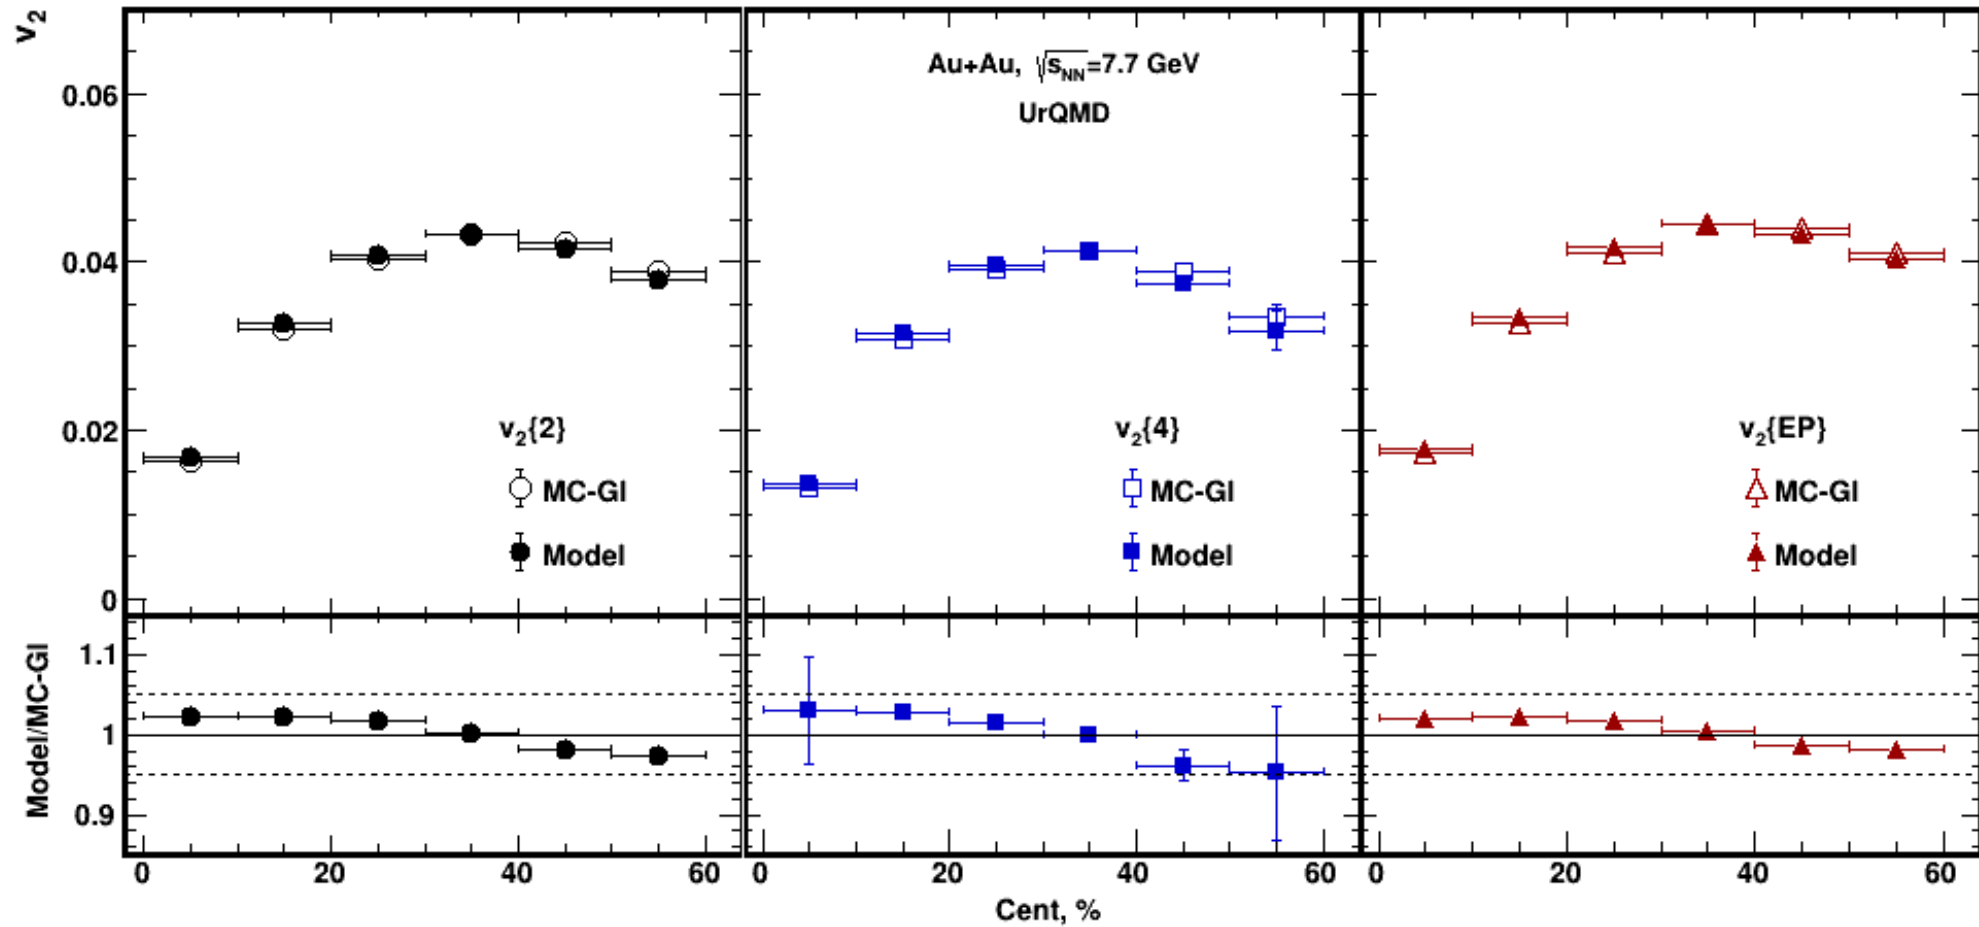 v₂
0.06
0.04
0.02
0
Au+Au, √sNN=7.7 GeV
UrQMD
v₂{2}
MC-Gl
Model
v₂{4}
MC-Gl
Model
v₂{EP}
MC-Gl
Model
Model/MC-Gl
1.1
1
0.9
0 20 40 60
0 20 40 60
0 20 40 60
Cent, %